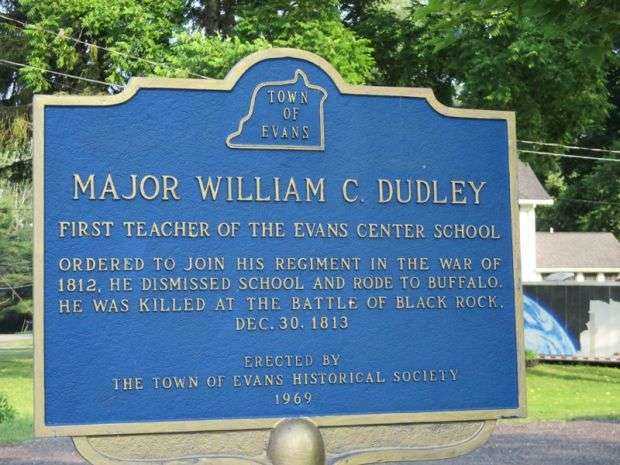 TOWN
OF
EVANS
MAJOR WILLIAM C. DUDLEY
FIRST TEACHER OF THE EVANS CENTER SCHOOL
ORDERED TO JOIN HIS REGIMENT IN THE WAR OF
1812, HE DISMISSED SCHOOL AND RODE TO BUFFALO.
HE WAS KILLED AT THE BATTLE OF BLACK ROCK,
DEC. 30, 1813
ERECTED BY
THE TOWN OF EVANS HISTORICAL SOCIETY
1969